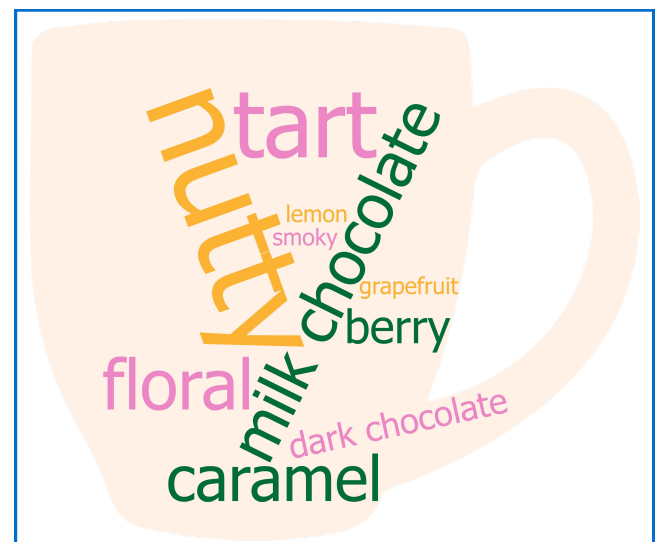 tart
nutty
milk chocolate
lemon
smoky
grapefruit
berry
floral
dark chocolate
caramel